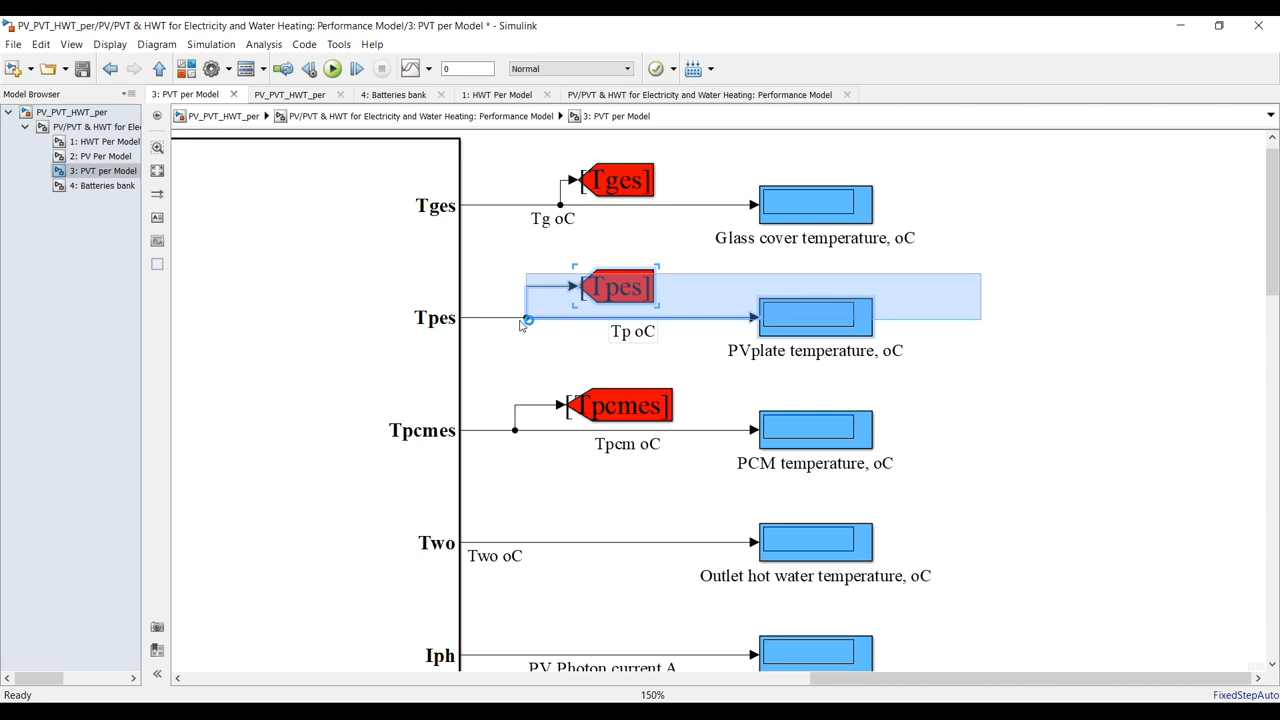 PV_PVT_HWT_per/PV/PVT & HWT for Electricity and Water Heating: Performance Model/3: PVT per Model * - Simulink
File Edit View Display Diagram Simulation Analysis Code Tools Help
0 Normal
Model Browser
3: PVT per Model PV_PVT_HWT_per 4: Batteries bank 1: HWT Per Model PV/PVT & HWT for Electricity and Water Heating: Performance Model
PV_PVT_HWT_per PV/PVT & HWT for Electricity and Water Heating: Performance Model 3: PVT per Model
PV_PVT_HWT_per
PV/PVT & HWT for Ele
1: HWT Per Model
2: PV Per Model
3: PVT per Model
4: Batteries bank
[Tges]
Tges
Tg oC
Glass cover temperature, oC
[Tpes]
Tpes
Tp oC
PVplate temperature, oC
[Tpcmes]
Tpcmes
Tpcm oC
PCM temperature, oC
Two
Two oC
Outlet hot water temperature, oC
Iph
PV Photon current A
Ready 150% FixedStepAuto